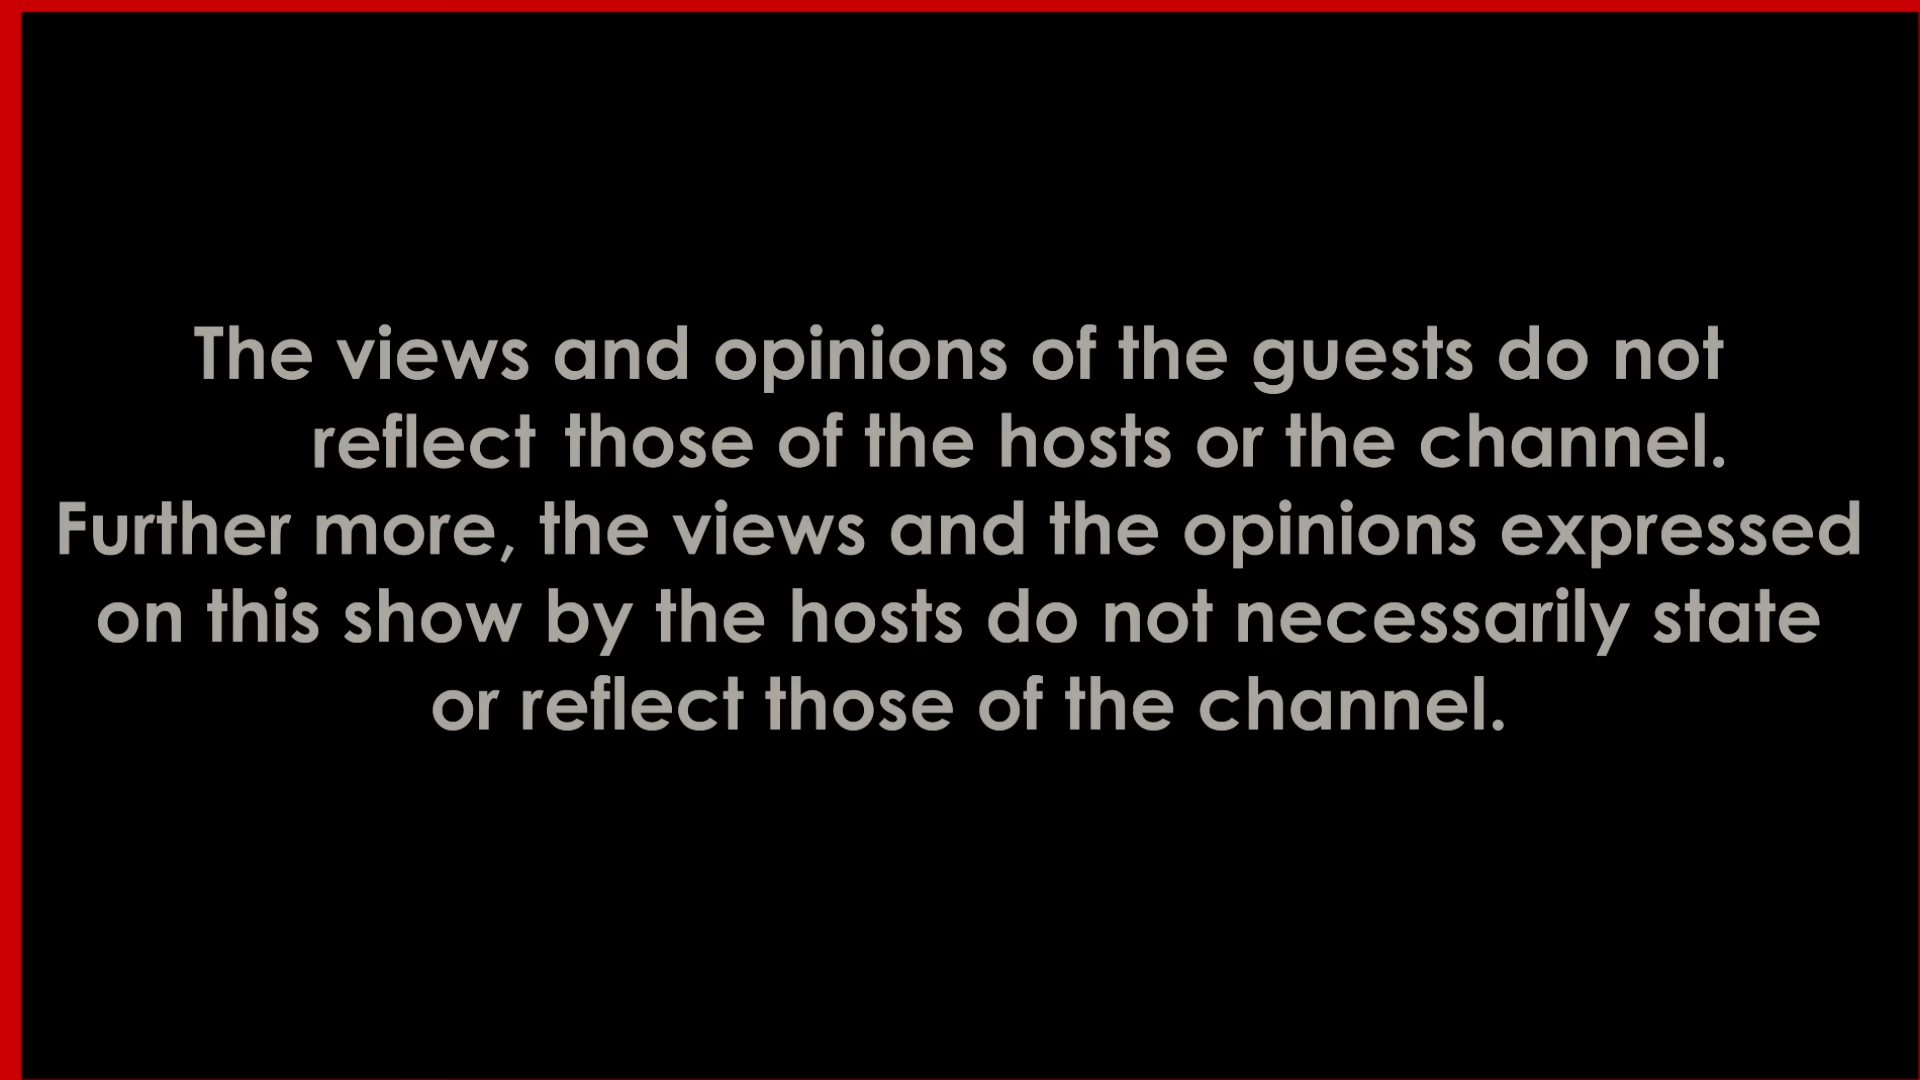 The views and opinions of the guests do not
reflect those of the hosts or the channel.
Further more, the views and the opinions expressed
on this show by the hosts do not necessarily state
or reflect those of the channel.